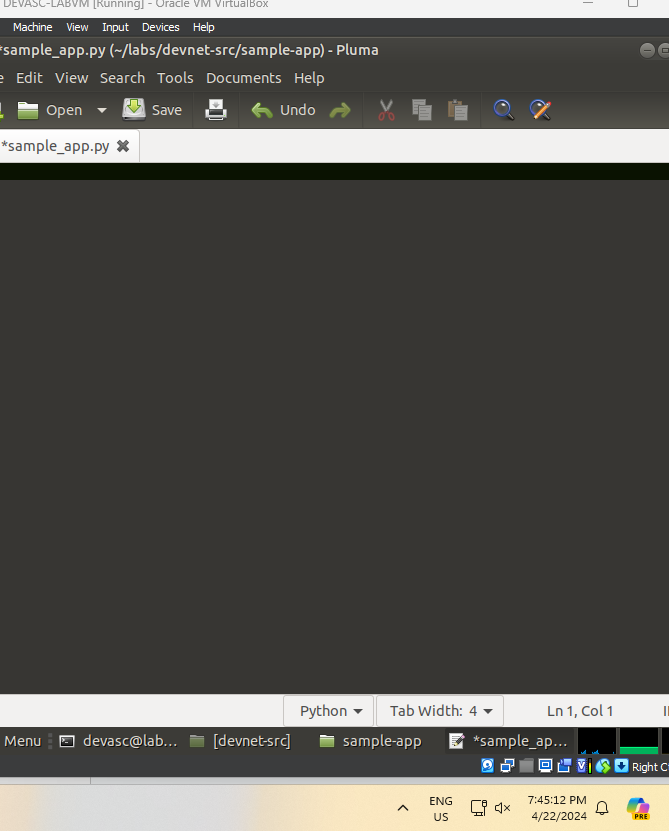 DEVASC-LABVM [Running] - Oracle VM VirtualBox
Machine View Input Devices Help
*sample_app.py (~/labs/devnet-src/sample-app) - Pluma
e Edit View Search Tools Documents Help
Open Save Undo
*sample_app.py
Python Tab Width: 4 Ln 1, Col 1
Menu devasc@lab... [devnet-src] sample-app *sample_ap...
Right C
ENG 7:45:12 PM
US 4/22/2024
PRE